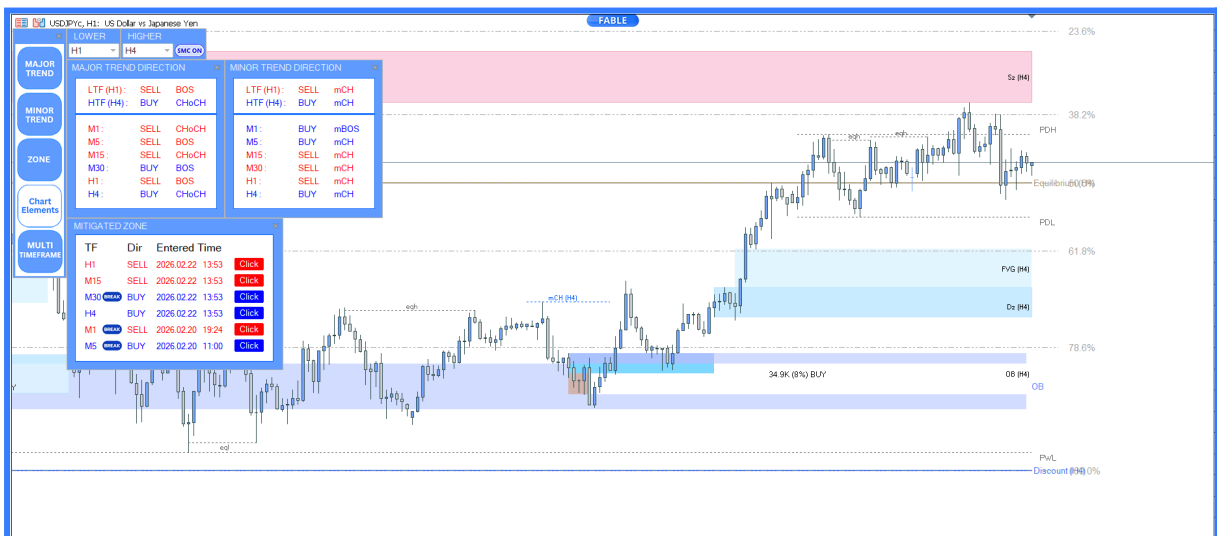 USDJPYc, H1: US Dollar vs Japanese Yen
FABLE
LOWER HIGHER
H1 H4 SMC ON
MAJOR TREND
MINOR TREND
ZONE
Chart Elements
MULTI TIMEFRAME
MAJOR TREND DIRECTION
LTF (H1) : SELL BOS
HTF (H4) : BUY CHoCH
M1 : SELL CHoCH
M5 : SELL BOS
M15 : SELL CHoCH
M30 : BUY BOS
H1 : SELL BOS
H4 : BUY CHoCH
MINOR TREND DIRECTION
LTF (H1) : SELL mCH
HTF (H4) : BUY mCH
M1 : BUY mBOS
M5 : BUY mCH
M15 : SELL mCH
M30 : SELL mCH
H1 : SELL mCH
H4 : BUY mCH
MITIGATED ZONE
TF Dir Entered Time
H1 SELL 2026.02.22 13:53 Click
M15 SELL 2026.02.22 13:53 Click
M30 BREAK BUY 2026.02.22 13:53 Click
H4 BUY 2026.02.22 13:53 Click
M1 BREAK SELL 2026.02.20 19:24 Click
M5 BREAK BUY 2026.02.20 11:00 Click
23.6%
Sz (H4)
38.2%
PDH
eqh
eqh
Equilibrium
PDL
61.8%
FVG (H4)
Dz (H4)
mCH (H4)
eqh
78.6%
34.9K (8%) BUY
OB (H4)
OB
eql
PWL
Discount